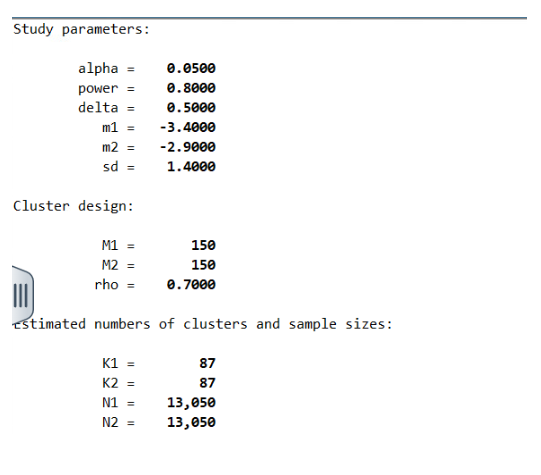 Study parameters:
alpha = 0.0500
power = 0.8000
delta = 0.5000
m1 = -3.4000
m2 = -2.9000
sd = 1.4000
Cluster design:
M1 = 150
M2 = 150
rho = 0.7000
Estimated numbers of clusters and sample sizes:
K1 = 87
K2 = 87
N1 = 13,050
N2 = 13,050